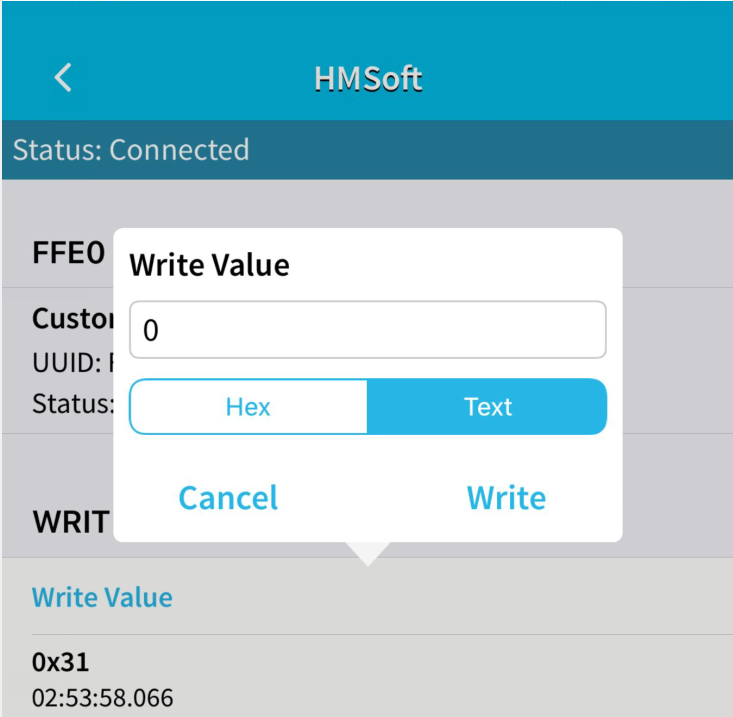 HMSoft
Status: Connected
FFE0
Write Value
0
Custo
UUID:
Status:
Hex
Text
Cancel
Write
WRIT
Write Value
0x31
02:53:58.066